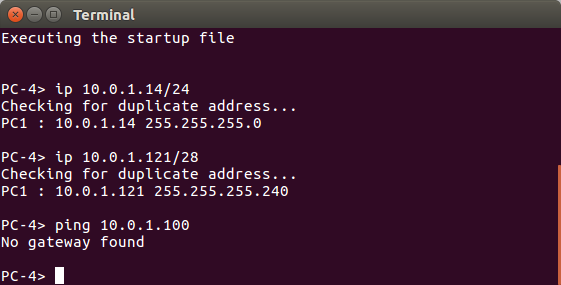 Terminal
Executing the startup file
PC-4> ip 10.0.1.14/24
Checking for duplicate address...
PC1 : 10.0.1.14 255.255.255.0
PC-4> ip 10.0.1.121/28
Checking for duplicate address...
PC1 : 10.0.1.121 255.255.255.240
PC-4> ping 10.0.1.100
No gateway found
PC-4>